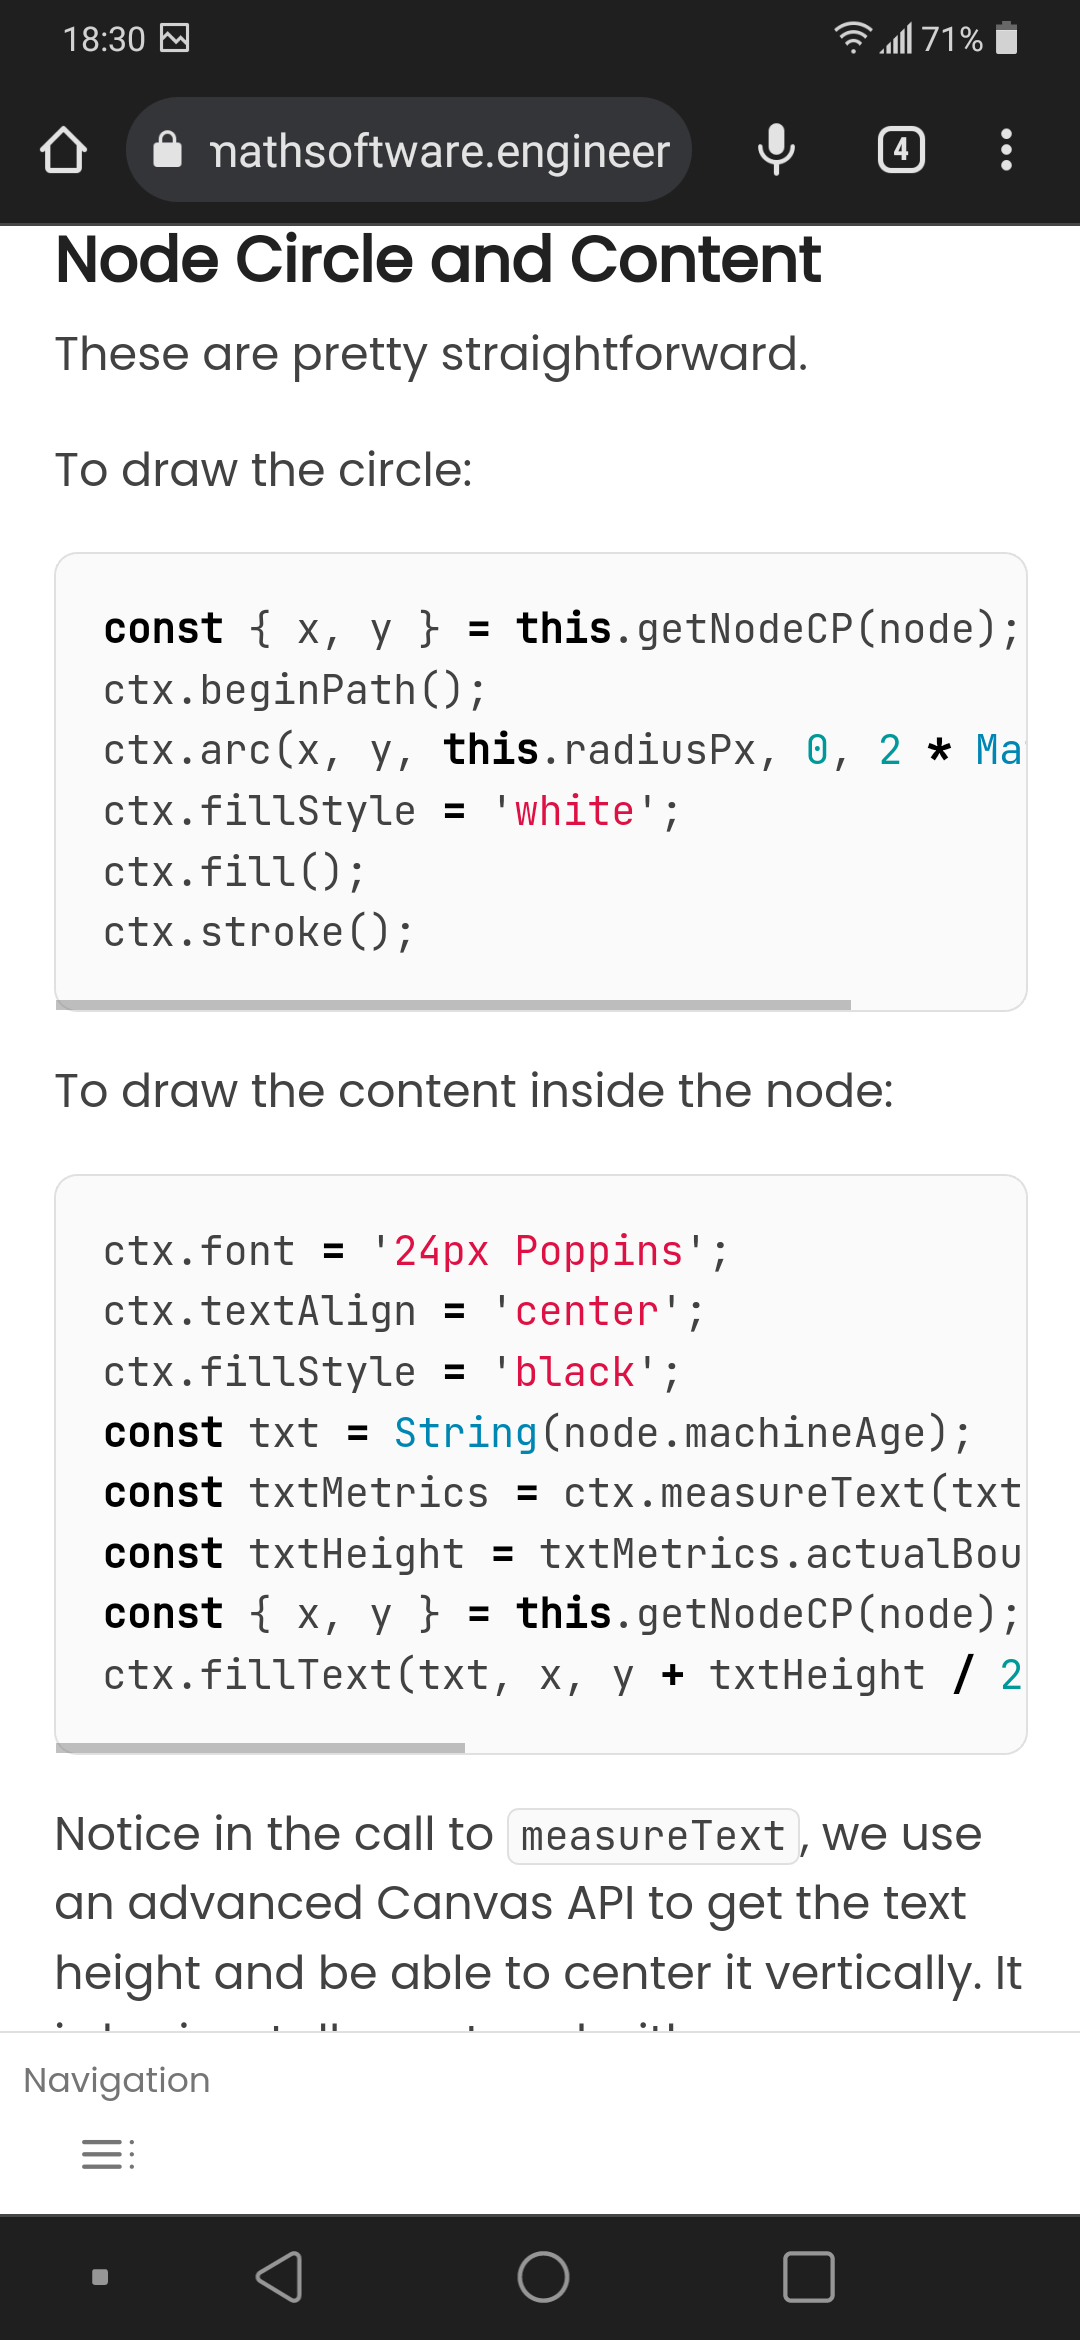 18:30
71%
mathsoftware.engineer
4
Node Circle and Content
These are pretty straightforward.
To draw the circle:
const { x, y } = this.getNodeCP(node);
ctx.beginPath();
ctx.arc(x, y, this.radiusPx, 0, 2 * Ma
ctx.fillStyle = 'white';
ctx.fill();
ctx.stroke();
To draw the content inside the node:
ctx.font = '24px Poppins';
ctx.textAlign = 'center';
ctx.fillStyle = 'black';
const txt = String(node.machineAge);
const txtMetrics = ctx.measureText(txt
const txtHeight = txtMetrics.actualBou
const { x, y } = this.getNodeCP(node);
ctx.fillText(txt, x, y + txtHeight / 2
Notice in the call to measureText, we use
an advanced Canvas API to get the text
height and be able to center it vertically. It
Navigation